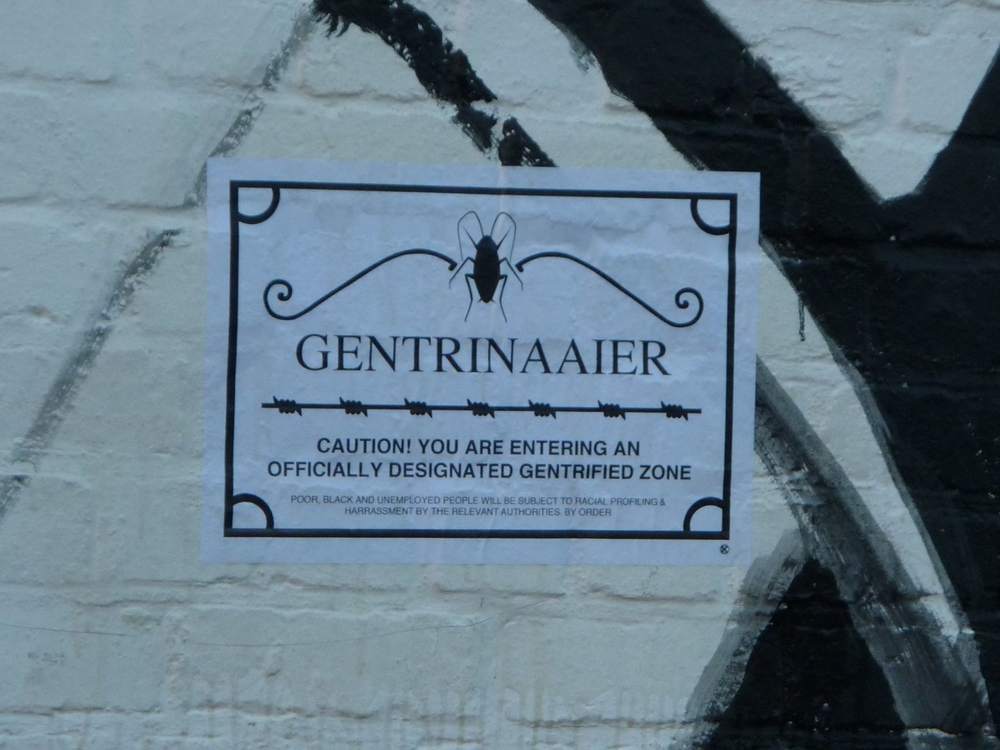 GENTRINAAIER
CAUTION! YOU ARE ENTERING AN
OFFICIALLY DESIGNATED GENTRIFIED ZONE
POOR, BLACK AND UNEMPLOYED PEOPLE WILL BE SUBJECT TO RACIAL PROFILING &
HARRASSMENT BY THE RELEVANT AUTHORITIES. BY ORDER